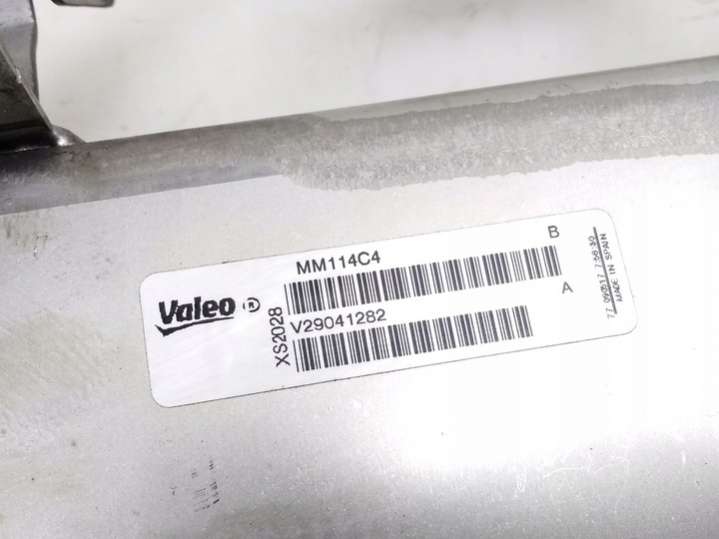 MM114C4
B
Valeo ®
XS2028
V29041282
A
MADE IN SPAIN